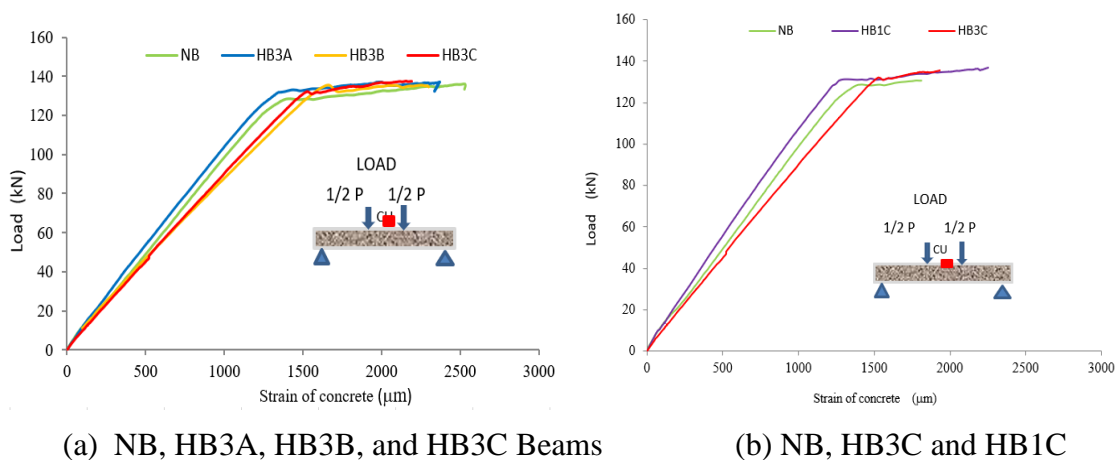 160
140
120
100
80
60
40
20
0
Load (kN)
NB HB3A HB3B HB3C
LOAD
1/2 P 1/2 P
CU
0 500 1000 1500 2000 2500 3000
Strain of concrete (µm)
(a) NB, HB3A, HB3B, and HB3C Beams
160
140
120
100
80
60
40
20
0
Load (kN)
NB HB1C HB3C
LOAD
1/2 P 1/2 P
CU
0 500 1000 1500 2000 2500 3000
Strain of concrete (µm)
(b) NB, HB3C and HB1C